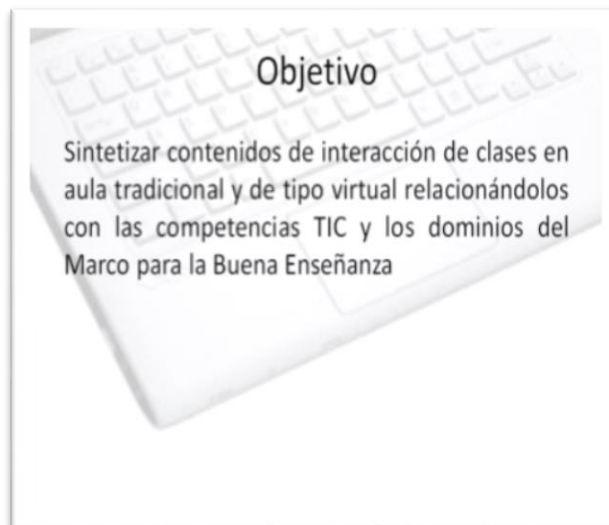 Objetivo
Sintetizar contenidos de interacción de clases en
aula tradicional y de tipo virtual relacionándolos
con las competencias TIC y los dominios del
Marco para la Buena Enseñanza